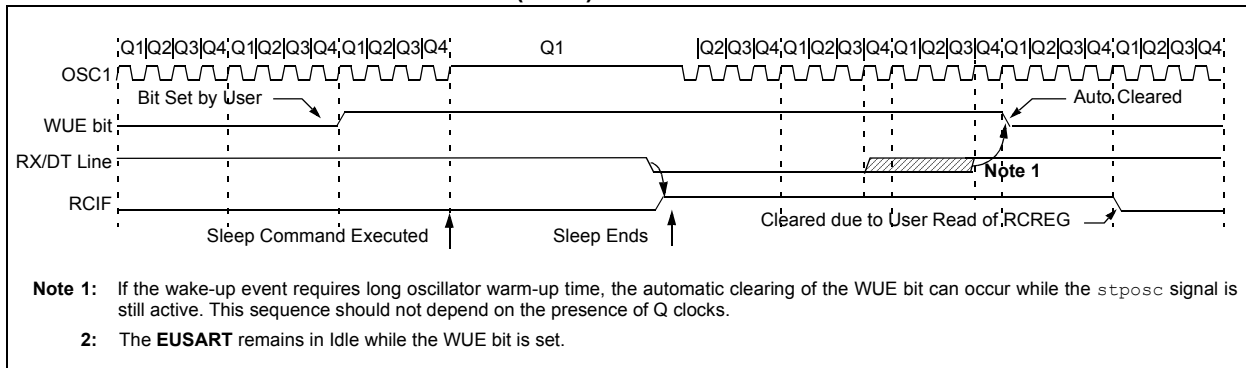 |Q1|Q2|Q3|Q4|Q1|Q2|Q3|Q4|Q1|Q2|Q3|Q4| Q1 |Q2|Q3|Q4|Q1|Q2|Q3|Q4|Q1|Q2|Q3|Q4|Q1|Q2|Q3|Q4|Q1|Q2|Q3|Q4|
OSC1
Bit Set by User
Auto Cleared
WUE bit
RX/DT Line
Note 1
RCIF
Cleared due to User Read of RCREG
Sleep Command Executed
Sleep Ends
Note 1: If the wake-up event requires long oscillator warm-up time, the automatic clearing of the WUE bit can occur while the stposc signal is
still active. This sequence should not depend on the presence of Q clocks.
2: The EUSART remains in Idle while the WUE bit is set.